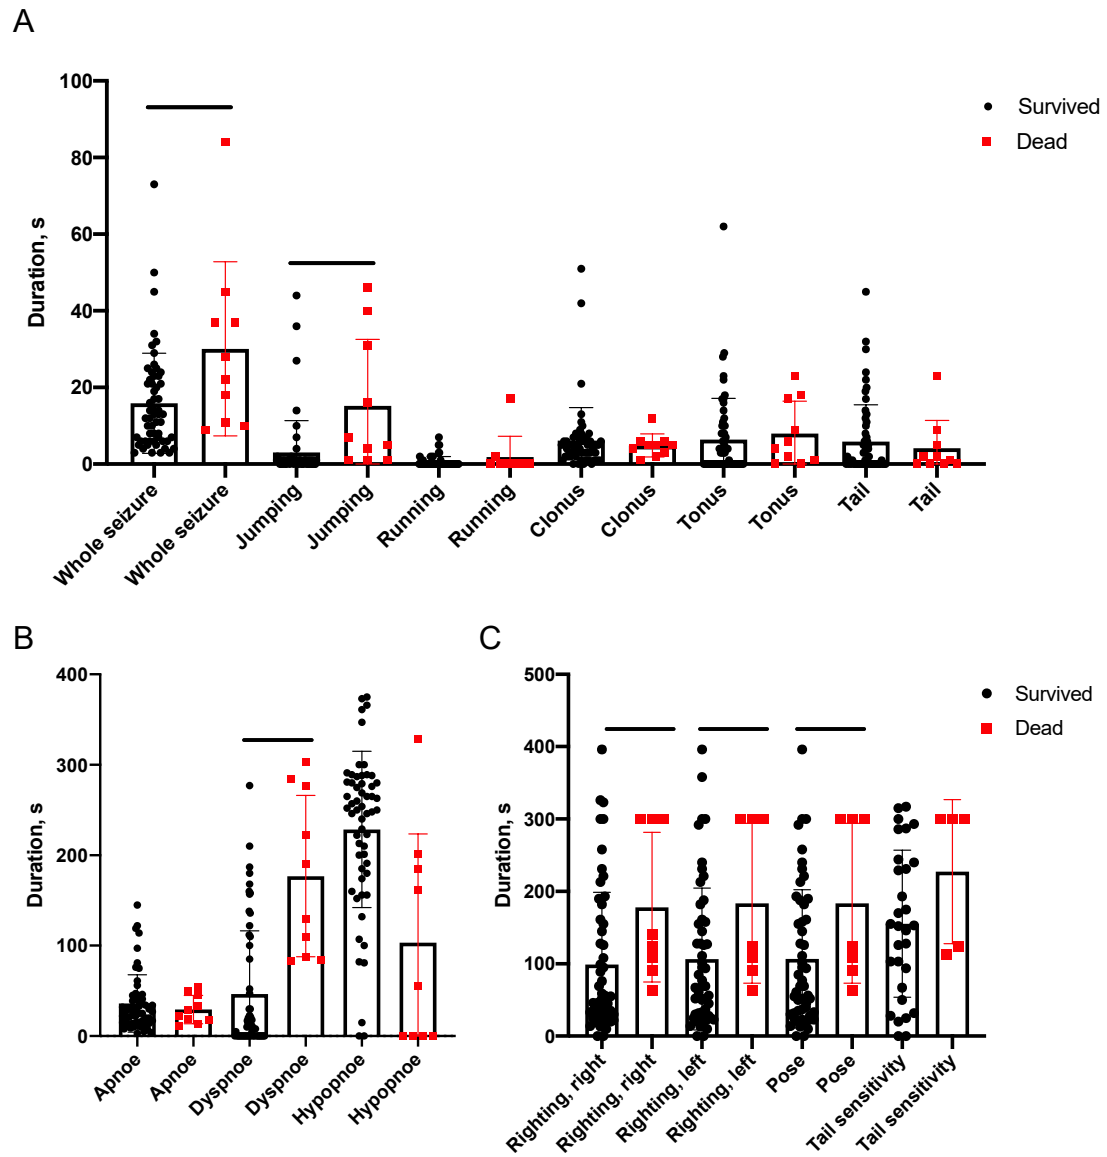 A
Duration, s
100
80
60
40
20
0
Survived
Dead
Whole seizure
Whole seizure
Jumping
Jumping
Running
Running
Clonus
Clonus
Tonus
Tonus
Tail
Tail
B
Duration, s
400
300
200
100
0
Apnoe
Apnoe
Dyspnoe
Dyspnoe
Hypopnoe
Hypopnoe
C
Duration, s
500
400
300
200
100
0
Survived
Dead
Righting, right
Righting, right
Righting, left
Righting, left
Pose
Pose
Tail sensitivity
Tail sensitivity